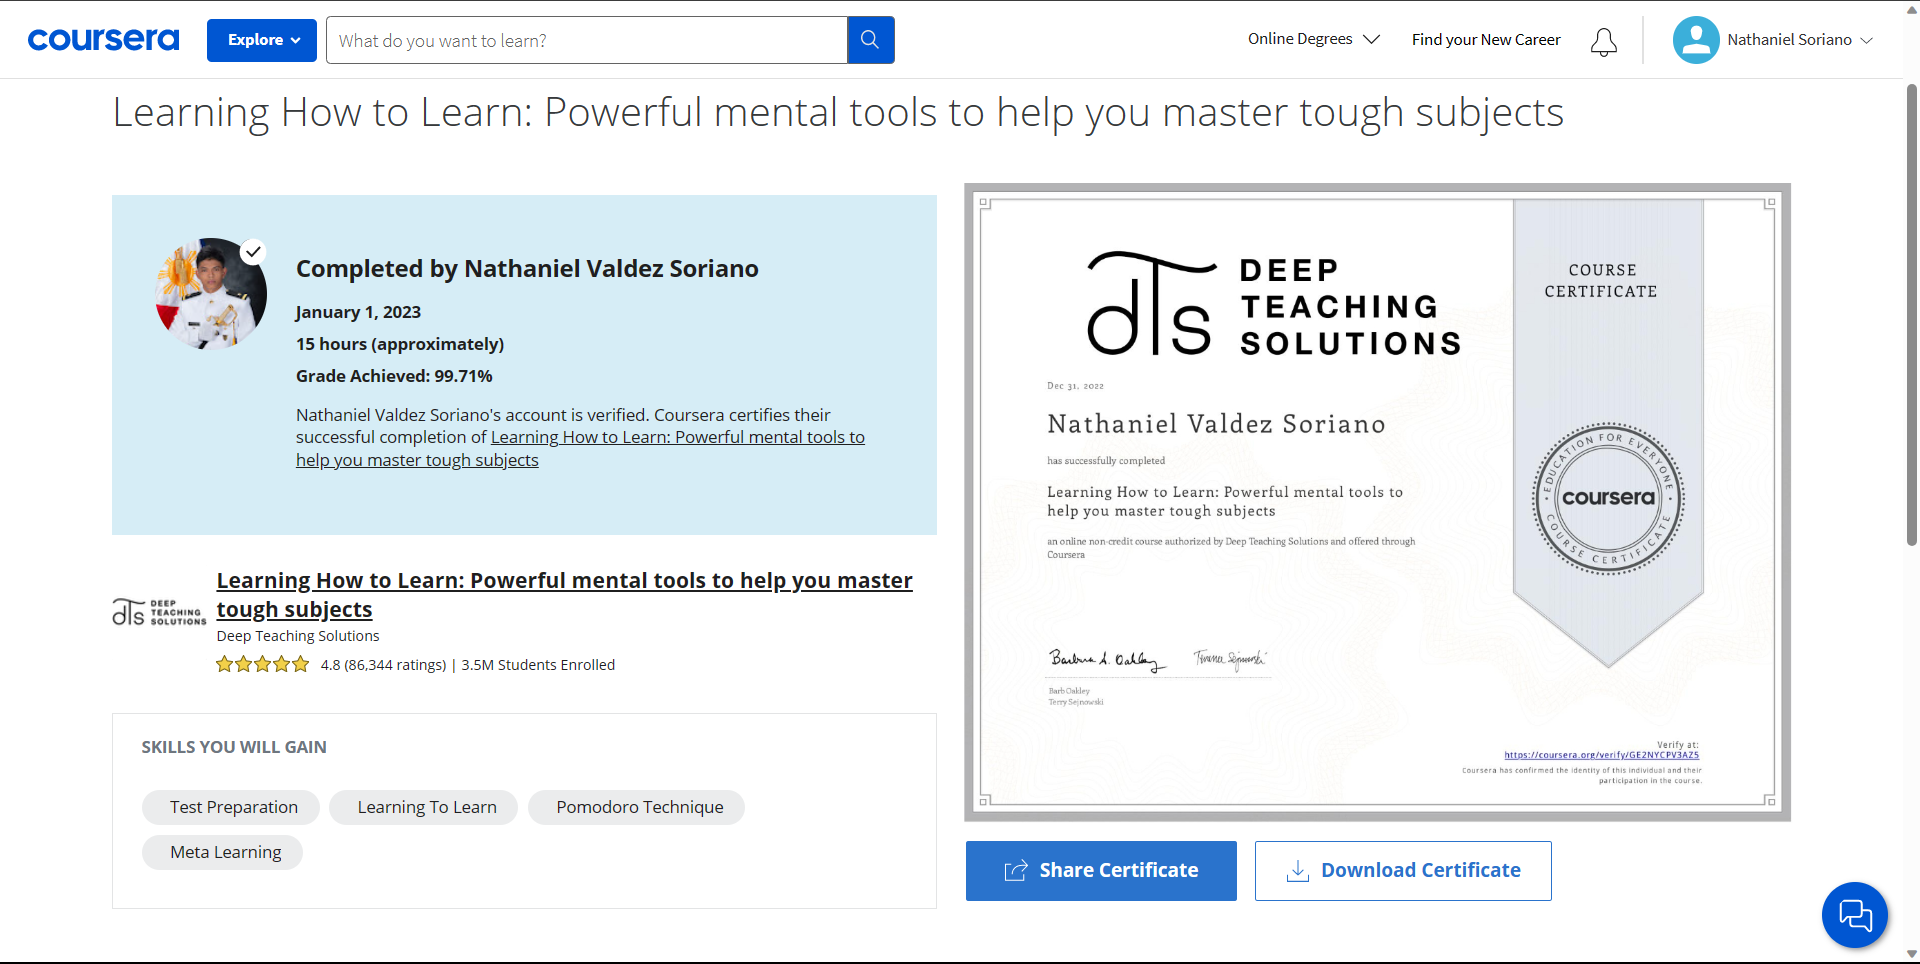 coursera
Explore
What do you want to learn?
Online Degrees
Find your New Career
Nathaniel Soriano
Learning How to Learn: Powerful mental tools to help you master tough subjects
Completed by Nathaniel Valdez Soriano
January 1, 2023
15 hours (approximately)
Grade Achieved: 99.71%
Nathaniel Valdez Soriano's account is verified. Coursera certifies their
successful completion of Learning How to Learn: Powerful mental tools to
help you master tough subjects
DEEP
TEACHING
SOLUTIONS
Learning How to Learn: Powerful mental tools to help you master
tough subjects
Deep Teaching Solutions
4.8 (86,344 ratings) | 3.5M Students Enrolled
SKILLS YOU WILL GAIN
Test Preparation
Learning To Learn
Pomodoro Technique
Meta Learning
dTs
DEEP
TEACHING
SOLUTIONS
COURSE
CERTIFICATE
Dec 31, 2022
Nathaniel Valdez Soriano
has successfully completed
Learning How to Learn: Powerful mental tools to
help you master tough subjects
an online non-credit course authorized by Deep Teaching Solutions and offered through
Coursera
EDUCATION FOR EVERYONE
coursera
COURSE CERTIFICATE
Barbara A. Oakley
Barb Oakley
Terry Sejnowski
Verify at:
https://coursera.org/verify/GE2NYCPV3AZ5
Coursera has confirmed the identity of this individual and their
participation in the course.
Share Certificate
Download Certificate